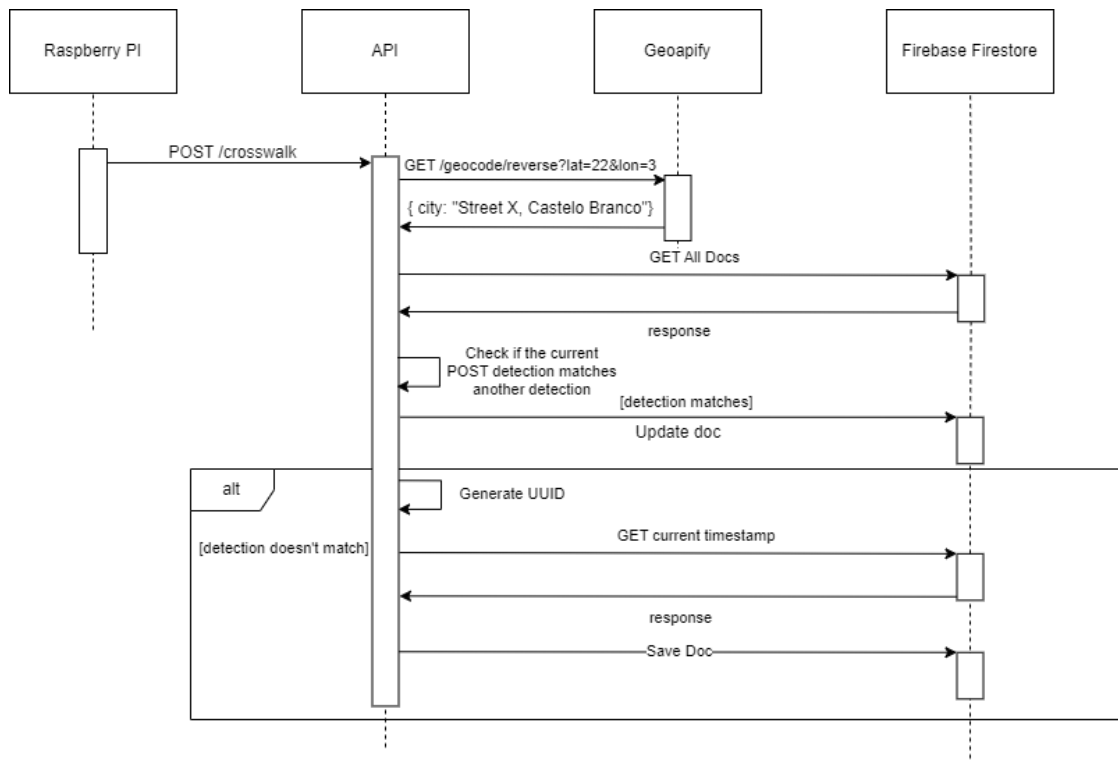 Raspberry PI
API
Geoapify
Firebase Firestore
POST /crosswalk
GET /geocode/reverse?lat=22&lon=3
{ city: "Street X, Castelo Branco"}
GET All Docs
response
Check if the current
POST detection matches
another detection
[detection matches]
Update doc
alt
Generate UUID
[detection doesn't match]
GET current timestamp
response
Save Doc